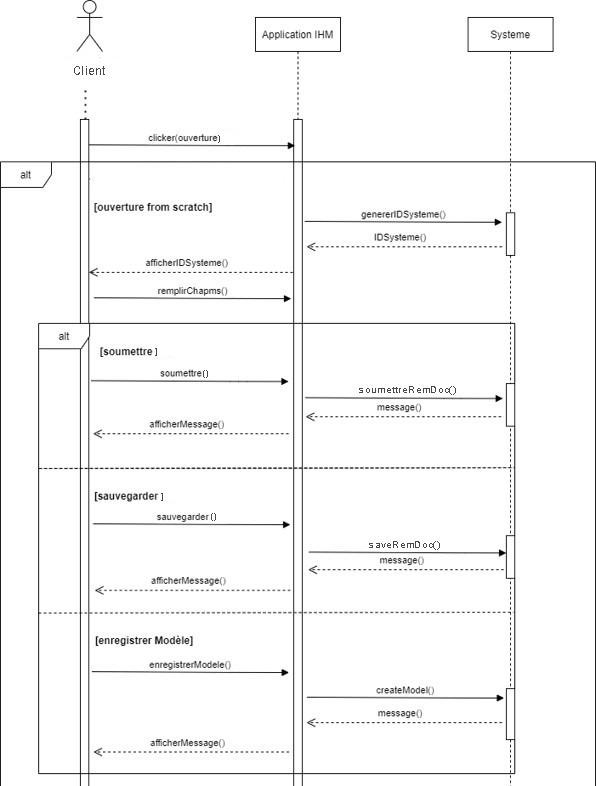 Application IHM
Systeme
Client
clicker(ouverture)
alt
[ouverture from scratch]
genererIDSysteme()
IDSysteme()
afficherIDSysteme()
remplirChapms()
alt
[soumettre ]
soumettre()
soumettreRemDoc()
message()
afficherMessage()
[sauvegarder ]
sauvegarder ()
saveRemDoc()
message()
afficherMessage()
[enregistrer Modèle]
enregistrerModele()
createModel()
message()
afficherMessage()